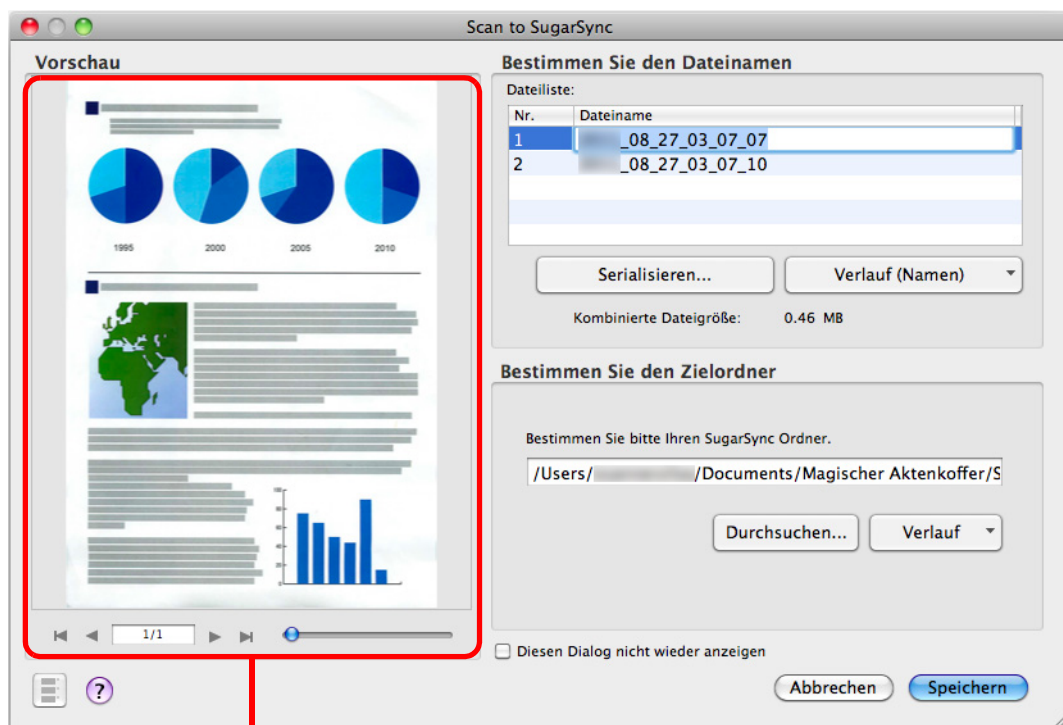 Scan to SugarSync
Vorschau
1995 2000 2005 2010
1/1
Bestimmen Sie den Dateinamen
Dateiliste:
Nr. Dateiname
1 _08_27_03_07_07
2 _08_27_03_07_10
Serialisieren...
Verlauf (Namen)
Kombinierte Dateigröße: 0.46 MB
Bestimmen Sie den Zielordner
Bestimmen Sie bitte Ihren SugarSync Ordner.
/Users/ /Documents/Magischer Aktenkoffer/S
Durchsuchen...
Verlauf
Diesen Dialog nicht wieder anzeigen
?
Abbrechen
Speichern